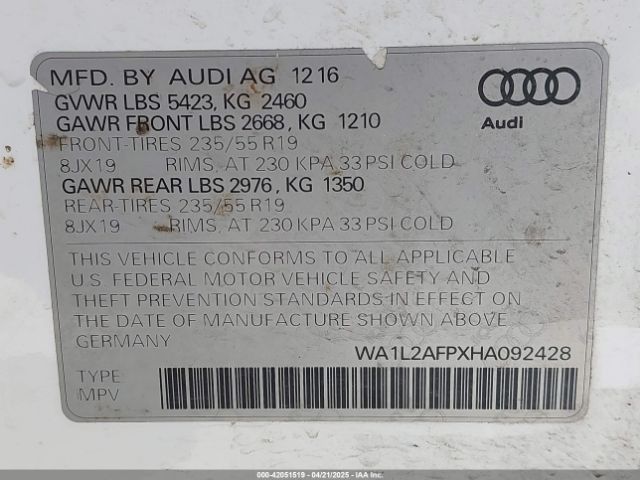 MFD. BY AUDI AG 12 16
GVWR LBS 5423, KG 2460
GAWR FRONT LBS 2668, KG 1210
FRONT-TIRES 235/55 R19
8JX19 RIMS, AT 230 KPA 33 PSI COLD
GAWR REAR LBS 2976, KG 1350
REAR-TIRES 235/55 R19
8JX19 RIMS, AT 230 KPA 33 PSI COLD
Audi
THIS VEHICLE CONFORMS TO ALL APPLICABLE
U.S. FEDERAL MOTOR VEHICLE SAFETY AND
THEFT PREVENTION STANDARDS IN EFFECT ON
THE DATE OF MANUFACTURE SHOWN ABOVE
GERMANY
WA1L2AFPXHA092428
TYPE:
MPV
000-42051519 - 04/21/2025 - IAAI.com